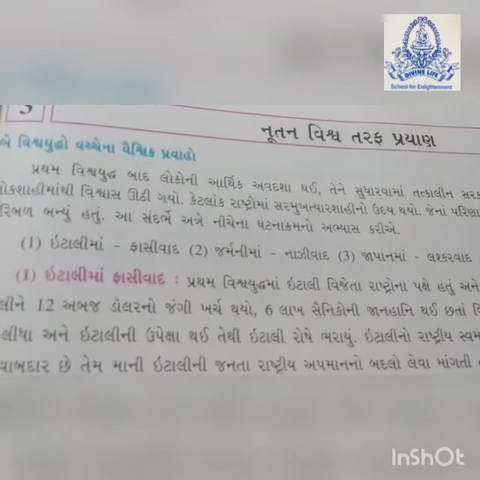 DIVINE LIFE
School for Enlightenment
3
નૂતન વિશ્વ તરફ પ્રયાણ
બે વિશ્વયુદ્ધો વચ્ચેના વૈશ્વિક પ્રવાહો
પ્રથમ વિશ્વયુદ્ધ બાદ લોકોની આર્થિક અવદશા થઈ, તેને સુધારવામાં તત્કાલીન સરક
લોકશાહીમાંથી વિશ્વાસ ઊઠી ગયો. કેટલાંક રાષ્ટ્રોમાં સરમુખત્યારશાહીનો ઉદય થયો. જેનાં પરિણા
રિબળ બન્યું હતું. આ સંદર્ભે અત્રે નીચેના ઘટનાક્રમનો અભ્યાસ કરીએ.
(1) ઇટાલીમાં – ફાસીવાદ (2) જર્મનીમાં – નાઝીવાદ (3) જાપાનમાં – લશ્કરવાદ
(1) ઇટાલીમાં ફાસીવાદ : પ્રથમ વિશ્વયુદ્ધમાં ઇટાલી વિજેતા રાષ્ટ્રોના પક્ષે હતું અને
લીને 12 અબજ ડૉલરનો જંગી ખર્ચ થયો, 6 લાખ સૈનિકોની જાનહાનિ થઈ છતાં વિ
લીધા અને ઇટાલીની ઉપેક્ષા થઈ તેથી ઇટાલી રોષે ભરાયું. ઇટાલીનો રાષ્ટ્રીય સ્વમ
વાબદાર છે તેમ માની ઇટાલીની જનતા રાષ્ટ્રીય અપમાનનો બદલો લેવા માંગતી
InShOt